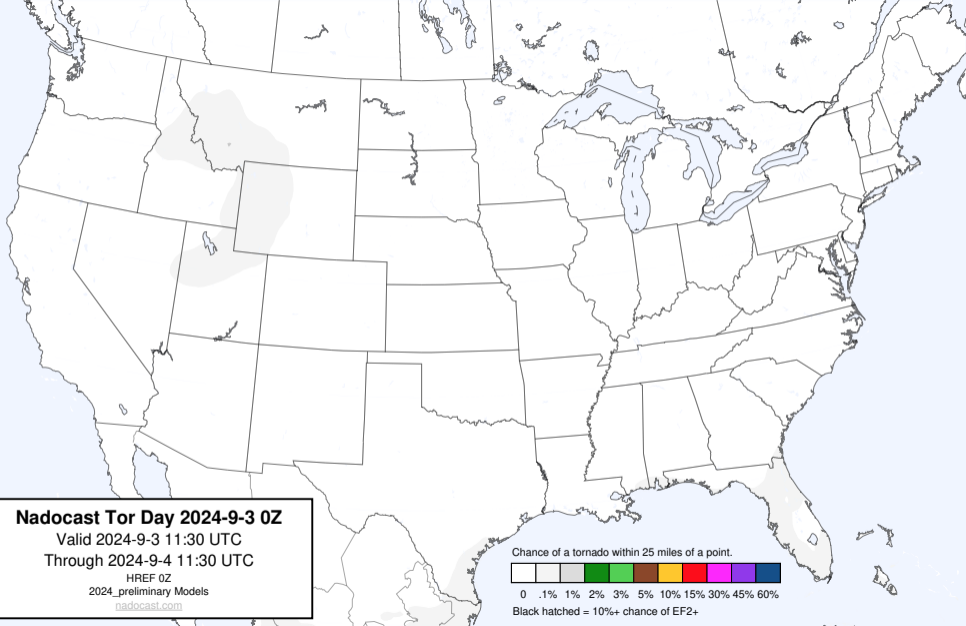 Nadocast Tor Day 2024-9-3 0Z
Valid 2024-9-3 11:30 UTC
Through 2024-9-4 11:30 UTC
HREF 0Z
2024_preliminary Models
nadocast.com
Chance of a tornado within 25 miles of a point.
0 .1% 1% 2% 3% 5% 10% 15% 30% 45% 60%
Black hatched = 10%+ chance of EF2+